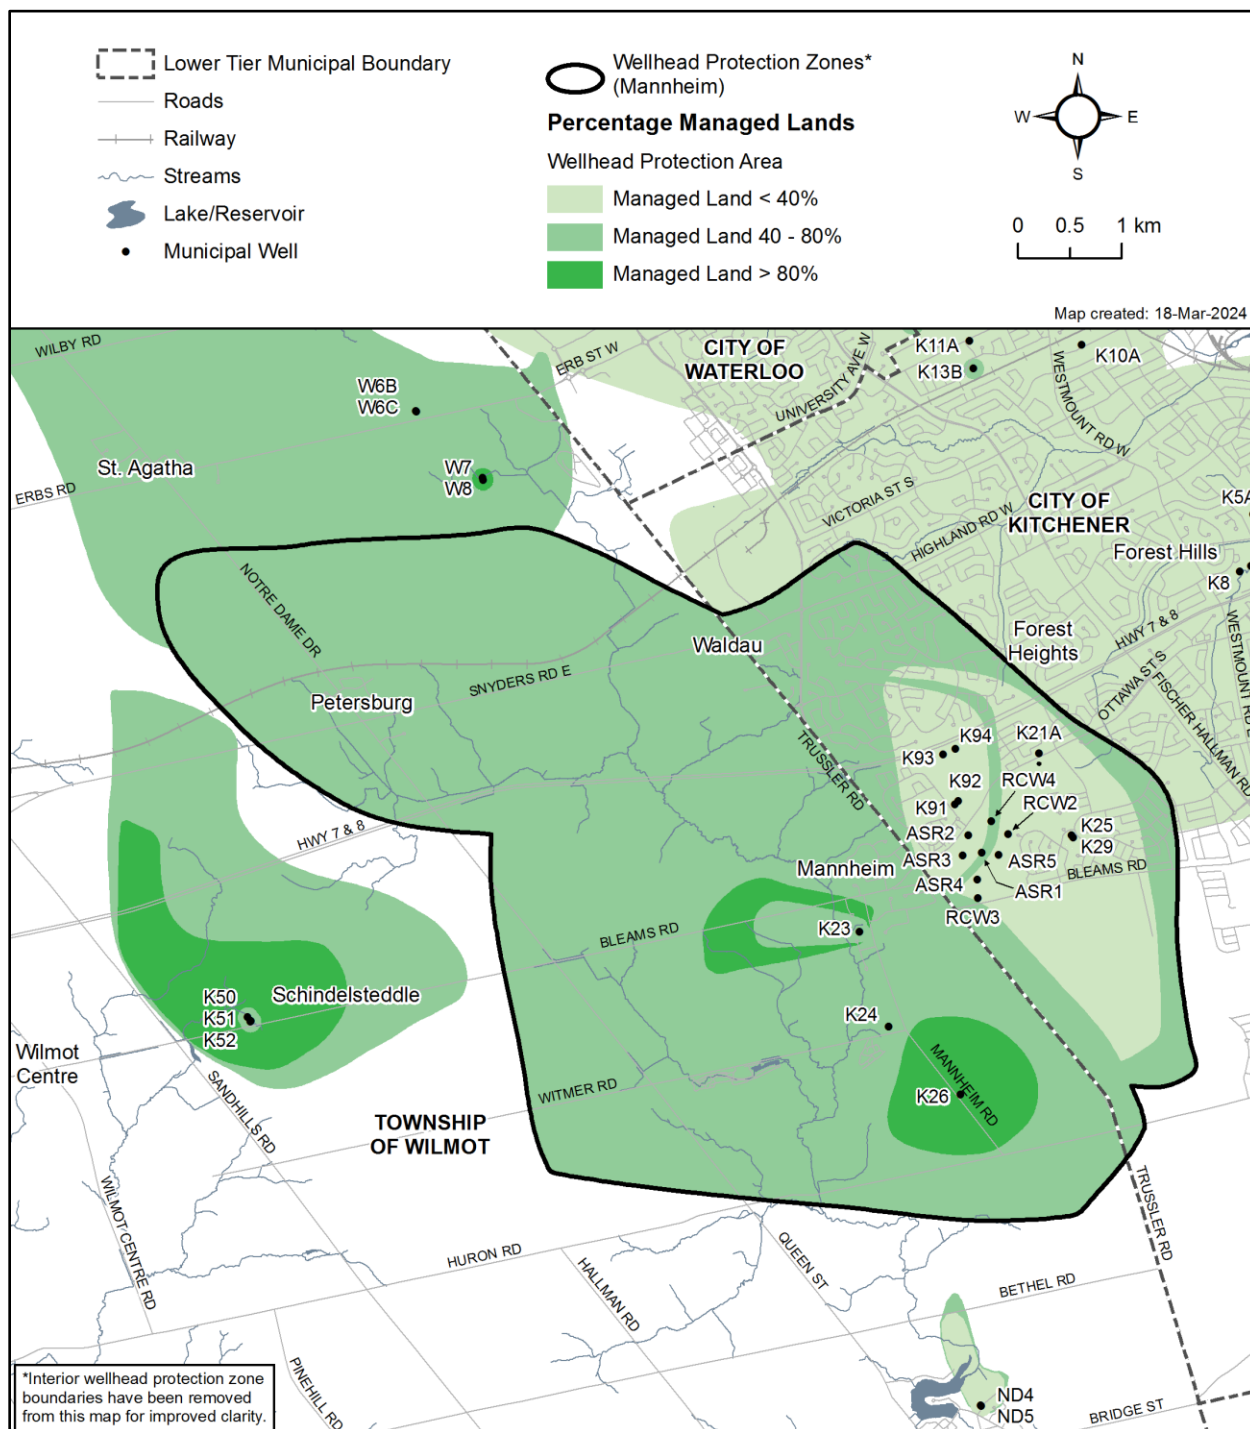 Lower Tier Municipal Boundary
Roads
Railway
Streams
Lake/Reservoir
Municipal Well
Wellhead Protection Zones*
(Mannheim)
Percentage Managed Lands
Wellhead Protection Area
Managed Land < 40%
Managed Land 40 - 80%
Managed Land > 80%
N
W
E
S
0 0.5 1 km
Map created: 18-Mar-2024
WILBY RD
ERB ST W
CITY OF
WATERLOO
UNIVERSITY AVE W
K11A
K13B
K10A
WESTMOUNT RD W
W6B
W6C
St. Agatha
W7
W8
ERBS RD
VICTORIA ST S
CITY OF
KITCHENER
K5A
HIGHLAND RD W
Forest Hills
K8
NOTRE DAME DR
Waldau
Forest
Heights
HWY 7 & 8
WESTMOUNT RD E
SNYDERS RD E
Petersburg
OTTAWA ST S
FISCHER HALLMAN RD
TRUSSLER RD
K94
K93
K21A
K92
RCW4
K91
RCW2
HWY 7 & 8
ASR2
K25
K29
ASR3
ASR5
BLEAMS RD
Mannheim
ASR4
ASR1
RCW3
K23
BLEAMS RD
K50
K51
K52
Schindelsteddle
K24
Wilmot
Centre
MANNHEIM RD
K26
WITMER RD
SANDHILLS RD
TOWNSHIP
OF WILMOT
WILMOT CENTRE RD
TRUSSLER RD
HURON RD
QUEEN ST
HALLMAN RD
BETHEL RD
PINEHILL RD
ND4
ND5
BRIDGE ST
*Interior wellhead protection zone
boundaries have been removed
from this map for improved clarity.